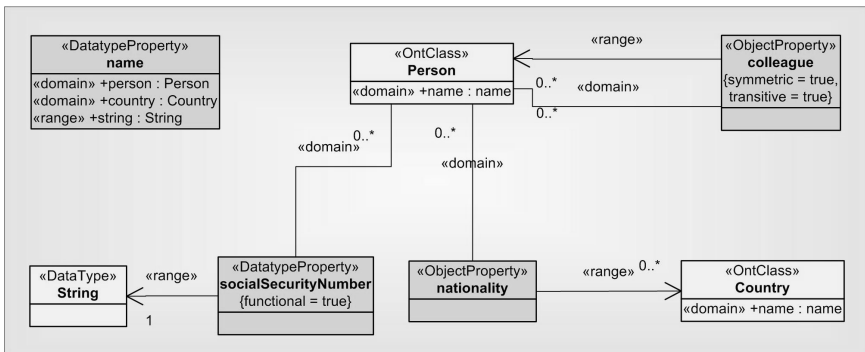 «DatatypeProperty»
name
«domain» +person : Person
«domain» +country : Country
«range» +string : String
«OntClass»
Person
«domain» +name : name
«range»
0..*
«domain»
0..*
«ObjectProperty»
colleague
{symmetric = true,
transitive = true}
0..*
«domain»
0..*
«domain»
«DataType»
String
«range»
1
«DatatypeProperty»
socialSecurityNumber
{functional = true}
«ObjectProperty»
nationality
«range»
0..*
«OntClass»
Country
«domain» +name : name